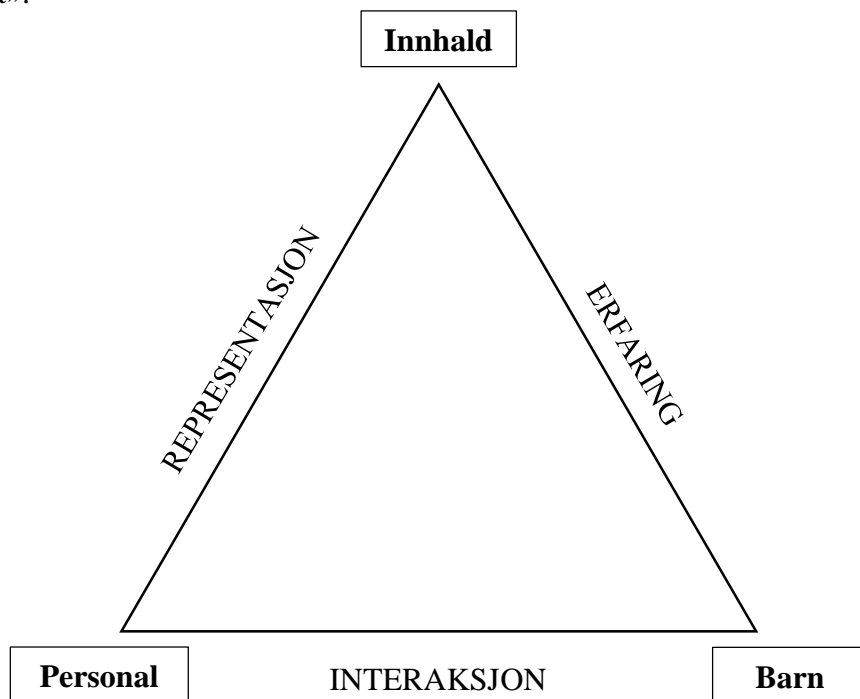 Innhald
REPRESENTASJON
ERFARING
Personal
INTERAKSJON
Barn